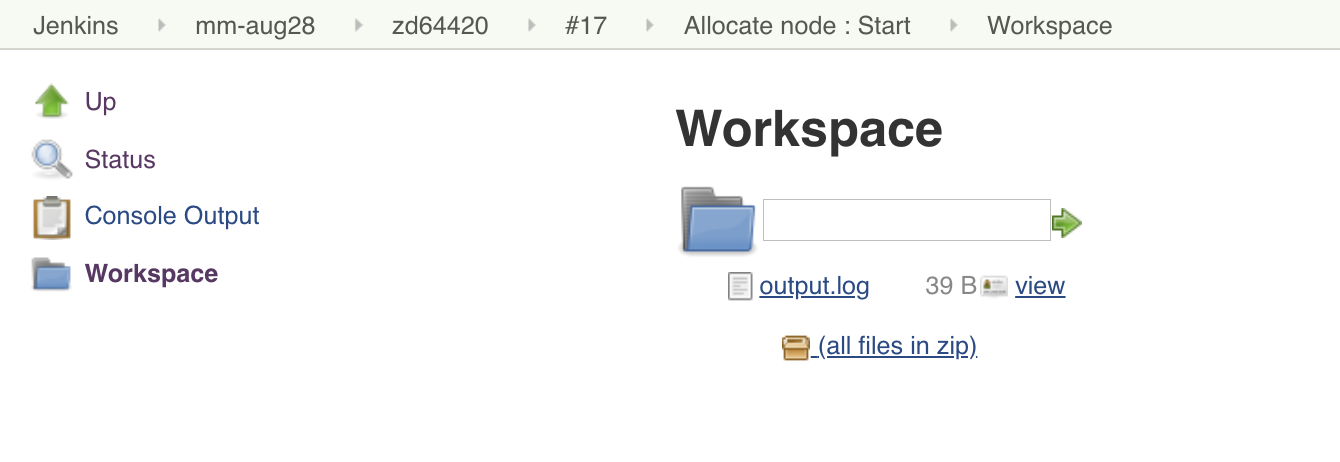 Jenkins mm-aug28 zd64420 #17 Allocate node : Start Workspace
Up
Status
Console Output
Workspace
Workspace
output.log 39 B view
(all files in zip)